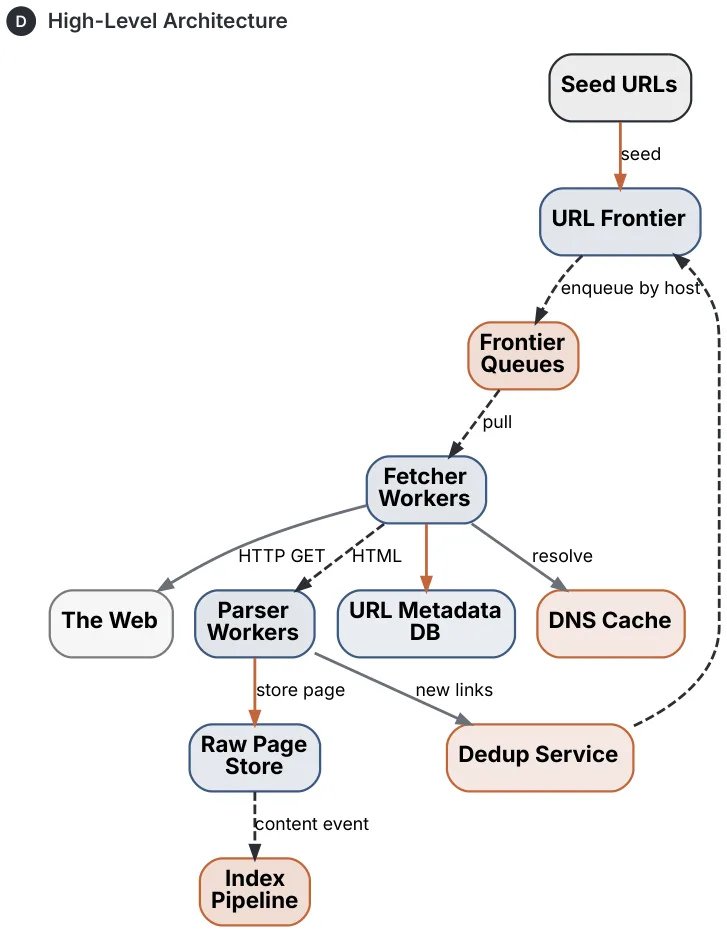 D High-Level Architecture
Seed URLs
seed
URL Frontier
enqueue by host
Frontier
Queues
pull
Fetcher
Workers
HTTP GET
HTML
resolve
The Web
Parser
Workers
URL Metadata
DB
DNS Cache
store page
new links
Raw Page
Store
Dedup Service
content event
Index
Pipeline